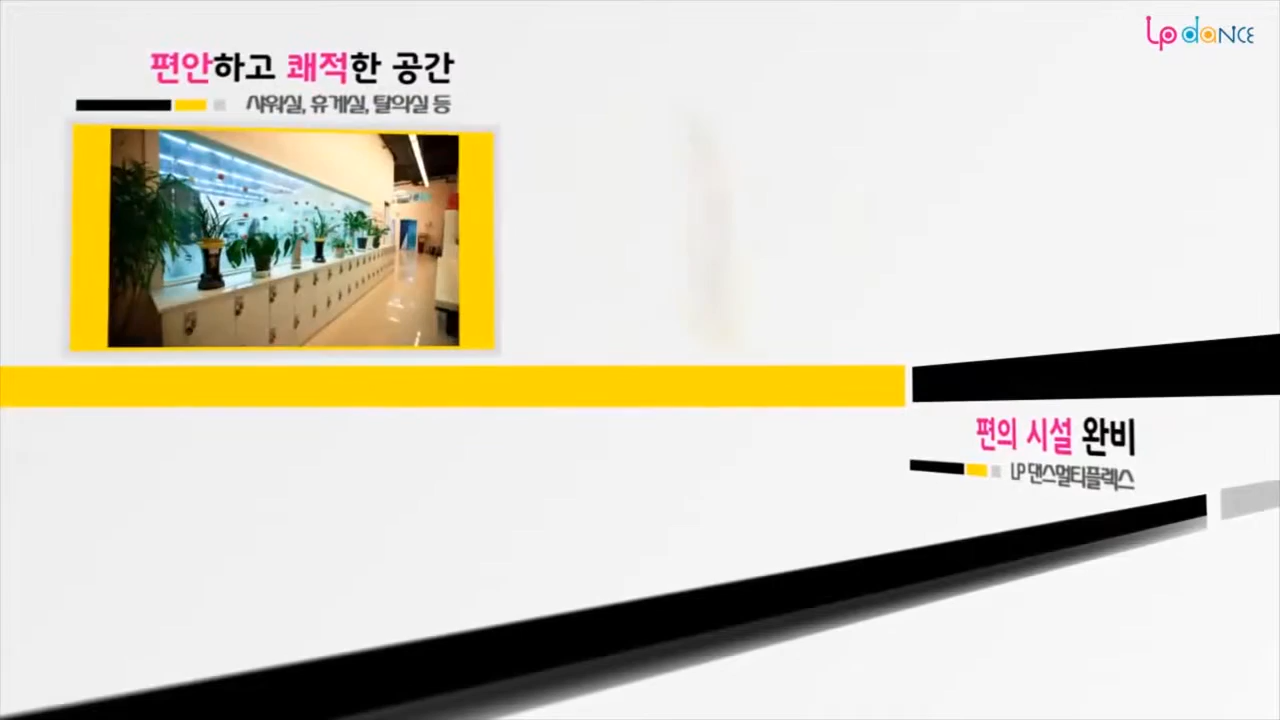 Lp daNCE
편안하고 쾌적한 공간
샤워실, 휴게실, 탈의실 등
편의 시설 완비
LP 댄스멀티플렉스